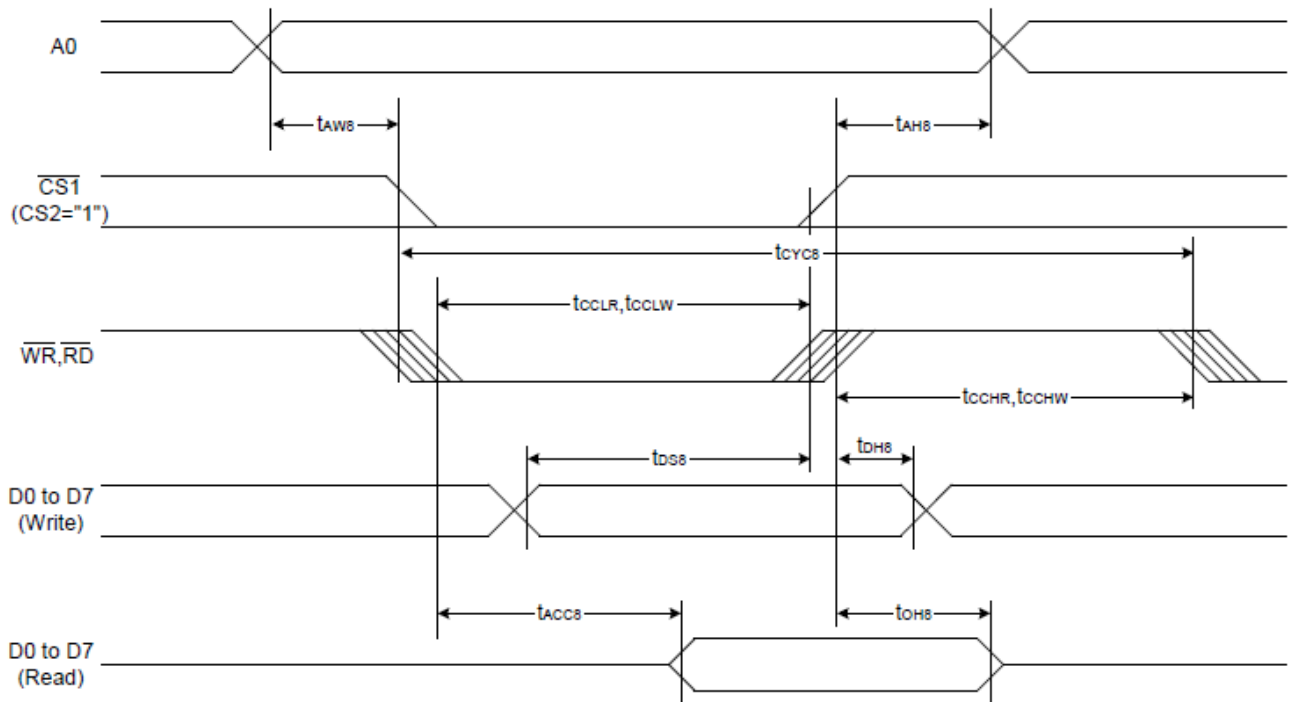 A0
tAW8
tAH8
CS1
(CS2="1")
tCYC8
tCCLR,tCCLW
WR,RD
tCCHR,tCCHW
tDS8
tDH8
D0 to D7
(Write)
tACC8
tOH8
D0 to D7
(Read)